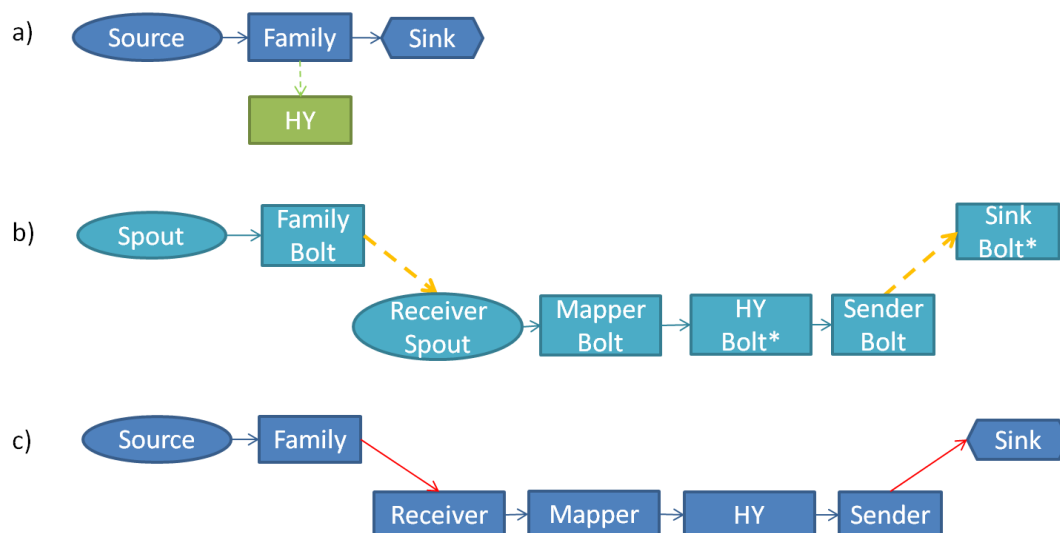 a)
Source
Family
Sink
HY
b)
Spout
Family
Bolt
Sink
Bolt*
Receiver
Spout
Mapper
Bolt
HY
Bolt*
Sender
Bolt
c)
Source
Family
Sink
Receiver
Mapper
HY
Sender